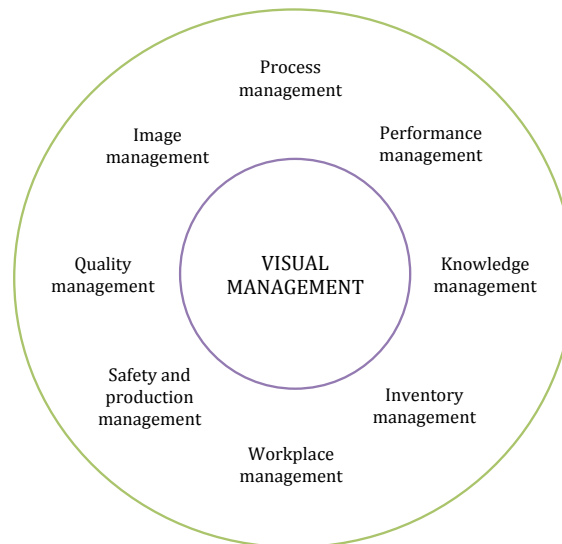 Process
management
Image
management
Performance
management
Quality
management
VISUAL
MANAGEMENT
Knowledge
management
Safety and
production
management
Inventory
management
Workplace
management